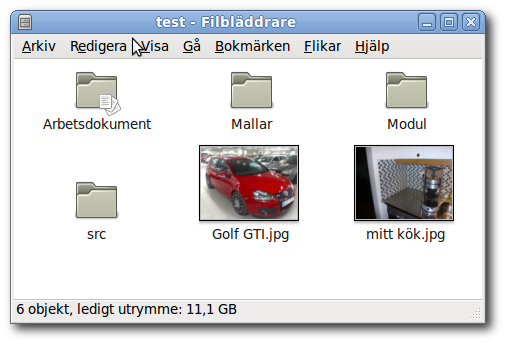 test - Filbläddrare
Arkiv Redigera Visa Gå Bokmärken Flikar Hjälp
Arbetsdokument Mallar Modul
src Golf GTI.jpg mitt kök.jpg
6 objekt, ledigt utrymme: 11,1 GB